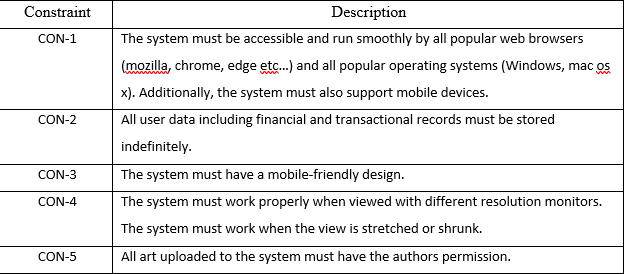 Constraint Description
CON-1 The system must be accessible and run smoothly by all popular web browsers
(mozilla, chrome, edge etc...) and all popular operating systems (Windows, mac os
x). Additionally, the system must also support mobile devices.
CON-2 All user data including financial and transactional records must be stored
indefinitely.
CON-3 The system must have a mobile-friendly design.
CON-4 The system must work properly when viewed with different resolution monitors.
The system must work when the view is stretched or shrunk.
CON-5 All art uploaded to the system must have the authors permission.